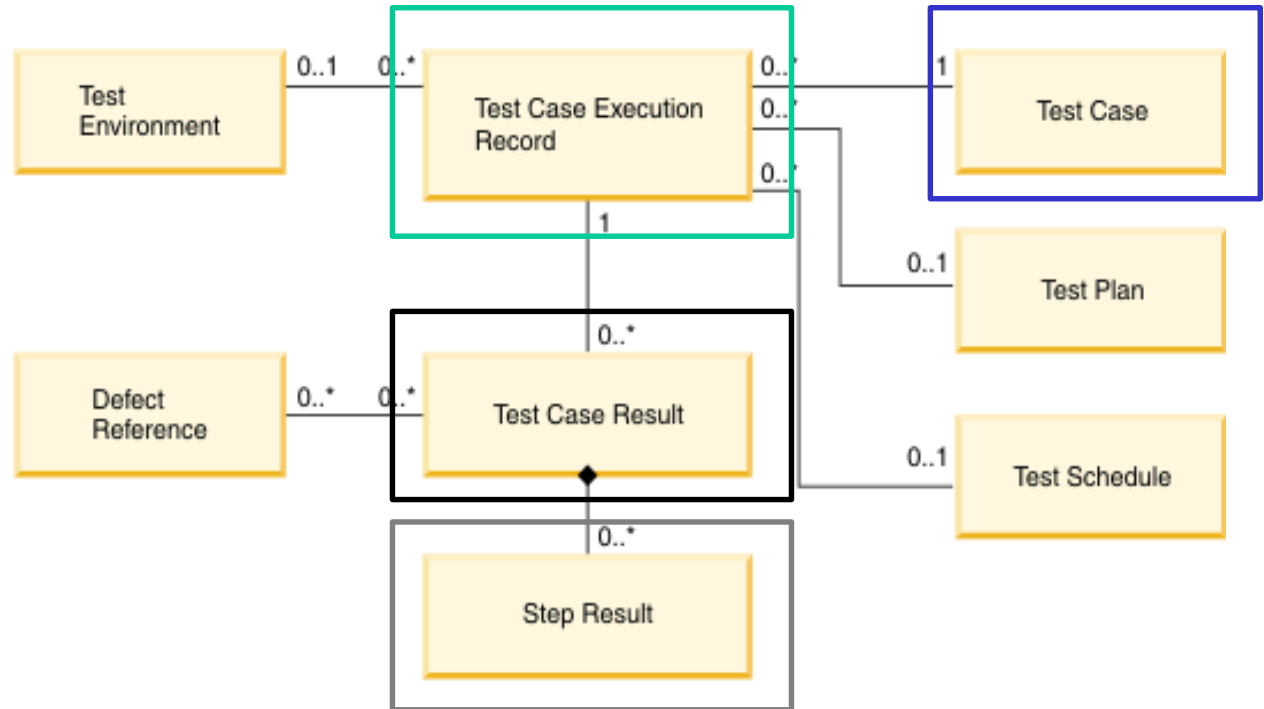 0..1
0..*
0..*
1
Test
Environment
Test Case Execution
Record
0..*
Test Case
0..*
1
0..1
Test Plan
0..*
Defect
Reference
0..*
0..*
Test Case Result
0..1
Test Schedule
0..*
Step Result